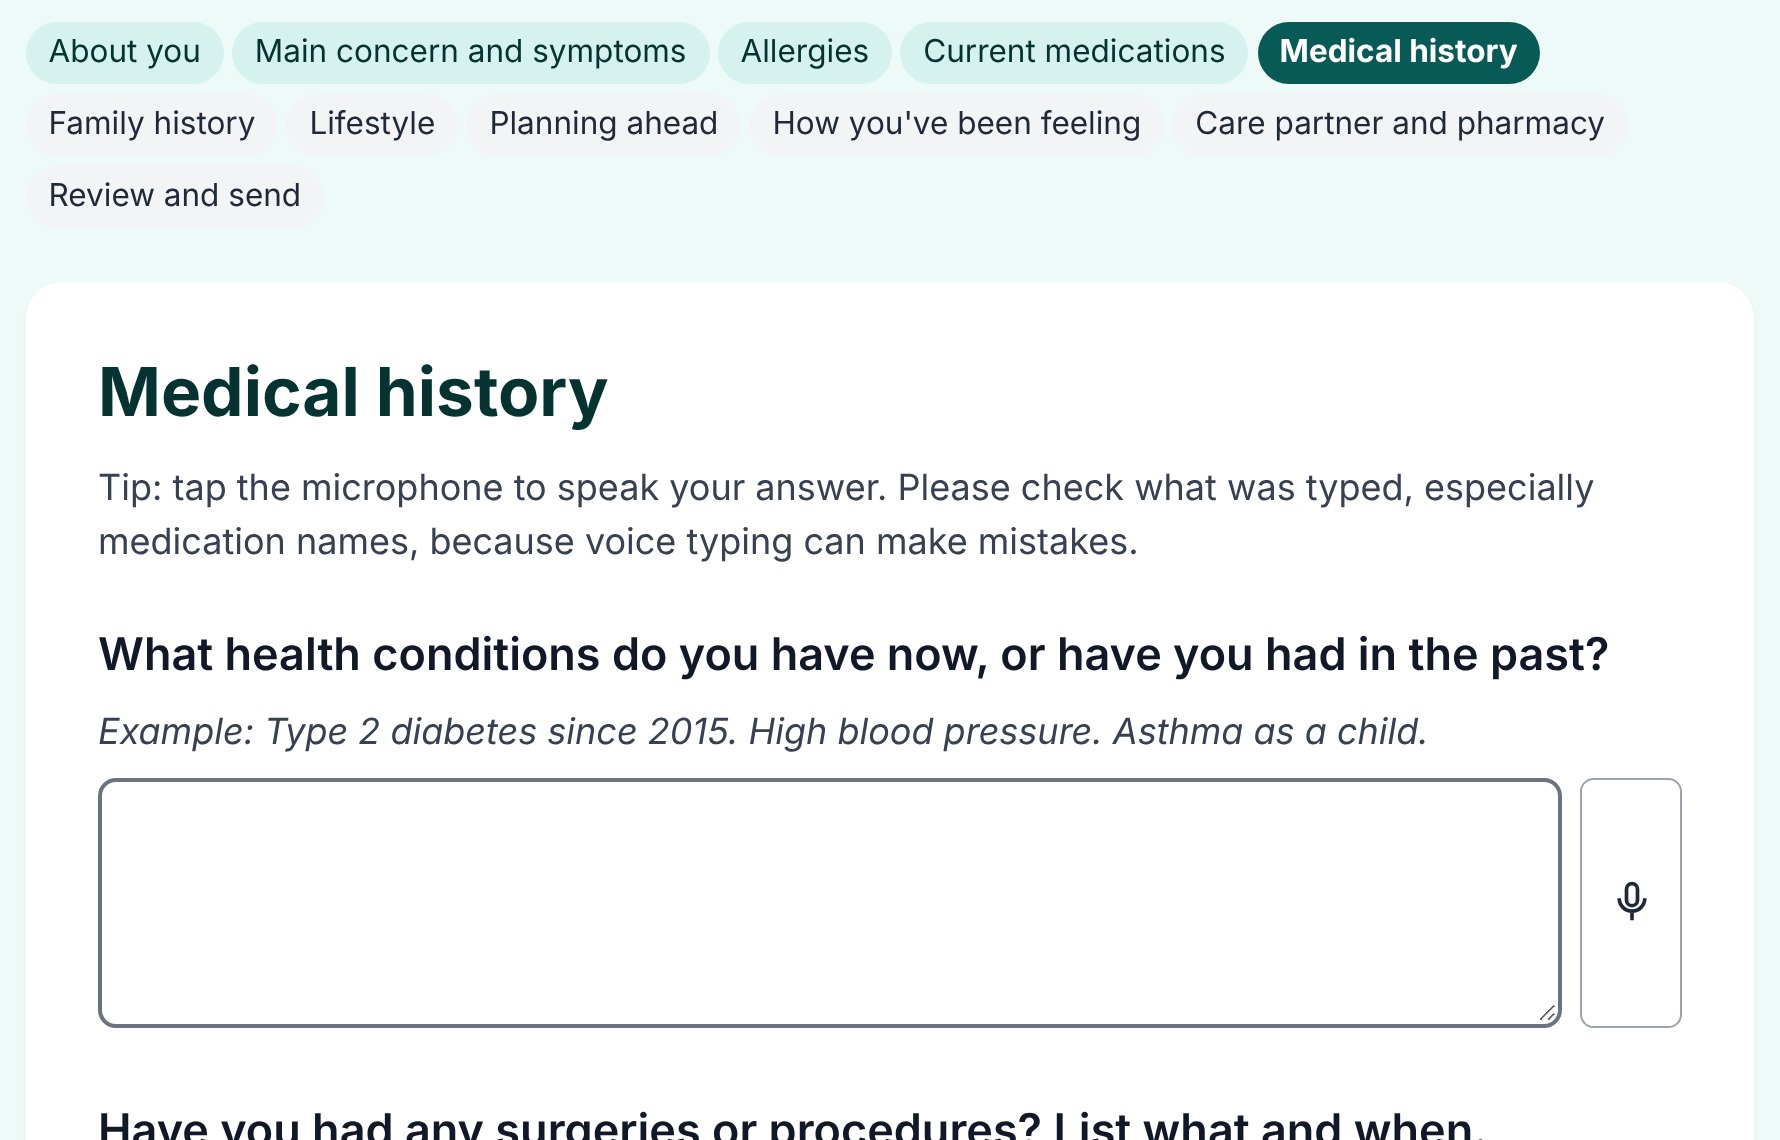 About you Main concern and symptoms Allergies Current medications Medical history
Family history Lifestyle Planning ahead How you've been feeling Care partner and pharmacy
Review and send
Medical history
Tip: tap the microphone to speak your answer. Please check what was typed, especially
medication names, because voice typing can make mistakes.
What health conditions do you have now, or have you had in the past?
Example: Type 2 diabetes since 2015. High blood pressure. Asthma as a child.
Have you had any surgeries or procedures? List what and when.